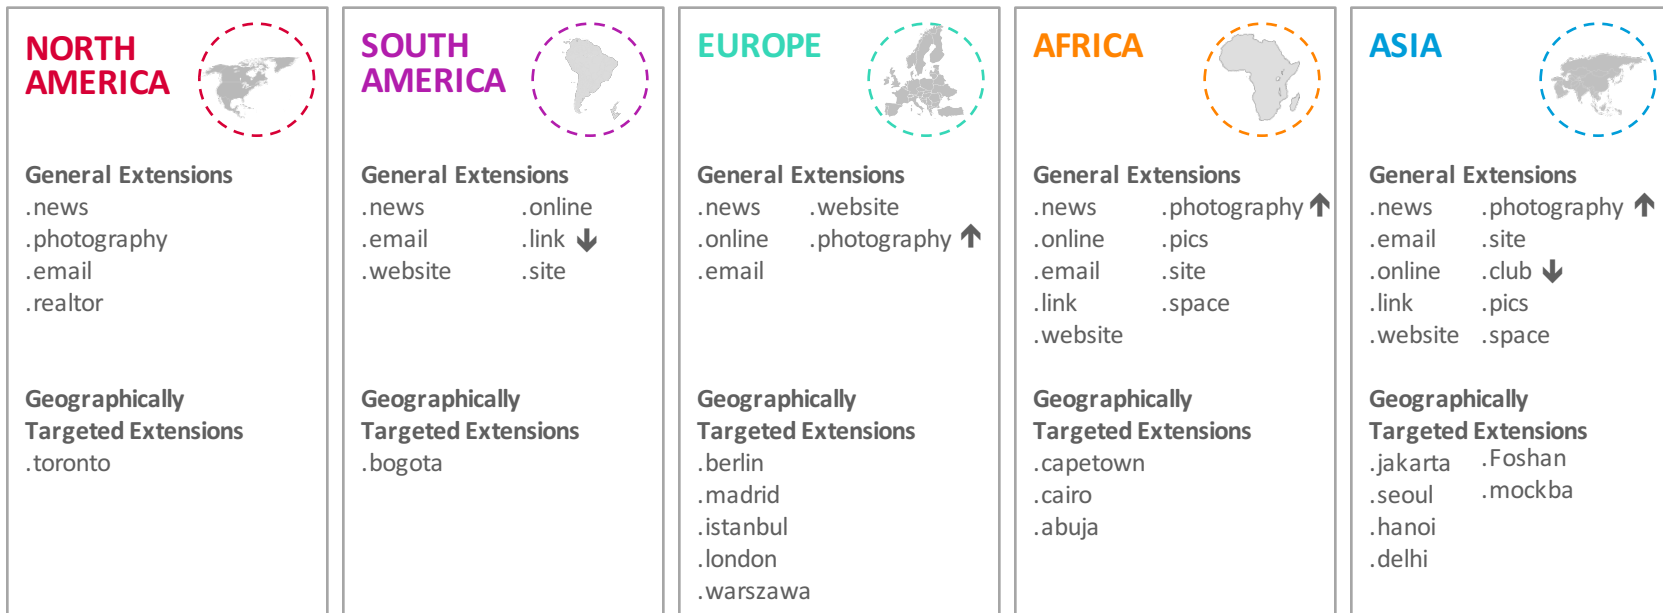 NORTH
AMERICA
General Extensions
.news
.photography
.email
.realtor
Geographically
Targeted Extensions
.toronto
SOUTH
AMERICA
General Extensions
.news
.email
.website
.online
.link
.site
Geographically
Targeted Extensions
.bogota
EUROPE
General Extensions
.news
.online
.email
.website
.photography
Geographically
Targeted Extensions
.berlin
.madrid
.istanbul
.london
.warszawa
AFRICA
General Extensions
.news
.online
.email
.link
.website
.photography
.pics
.site
.space
Geographically
Targeted Extensions
.capetown
.cairo
.abuja
ASIA
General Extensions
.news
.email
.online
.link
.website
.photography
.site
.club
.pics
.space
Geographically
Targeted Extensions
.jakarta
.seoul
.hanoi
.delhi
.Foshan
.mockba